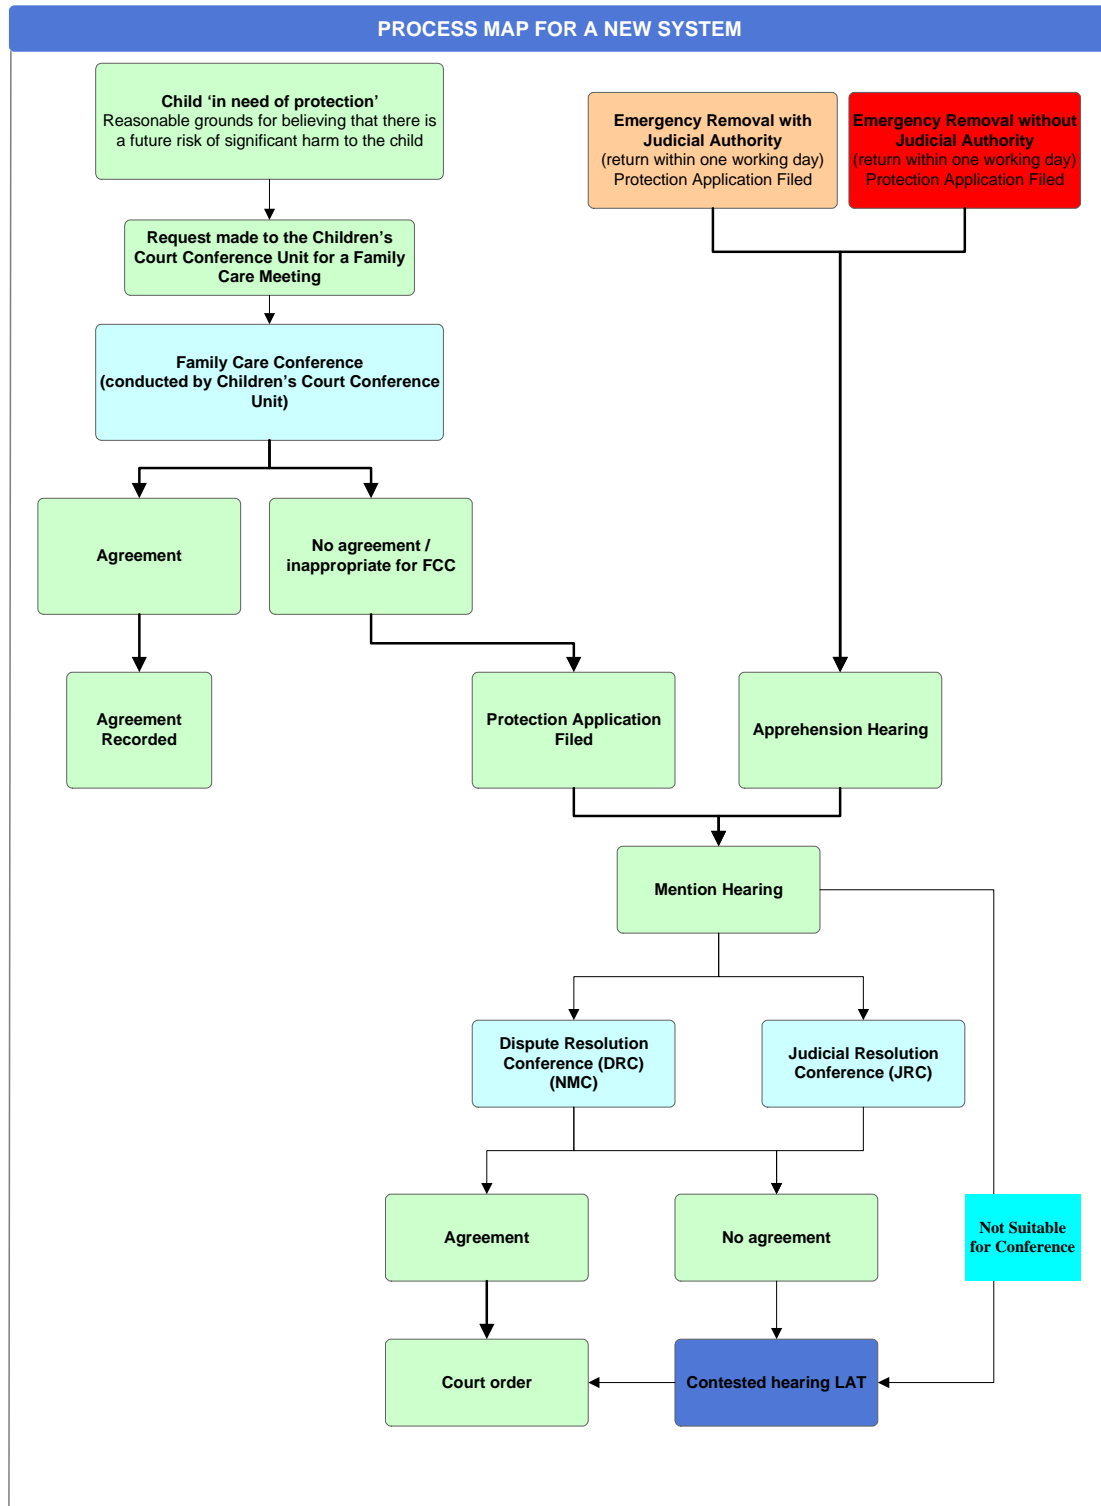 PROCESS MAP FOR A NEW SYSTEM
Child ‘in need of protection’
Reasonable grounds for believing that there is
a future risk of significant harm to the child
Emergency Removal with
Judicial Authority
(return within one working day)
Protection Application Filed
Emergency Removal without
Judicial Authority
(return within one working day)
Protection Application Filed
Request made to the Children’s
Court Conference Unit for a Family
Care Meeting
Family Care Conference
(conducted by Children’s Court Conference
Unit)
Agreement
No agreement /
inappropriate for FCC
Agreement
Recorded
Protection Application
Filed
Apprehension Hearing
Mention Hearing
Dispute Resolution
Conference (DRC)
(NMC)
Judicial Resolution
Conference (JRC)
Agreement
No agreement
Not Suitable
for Conference
Court order
Contested hearing LAT